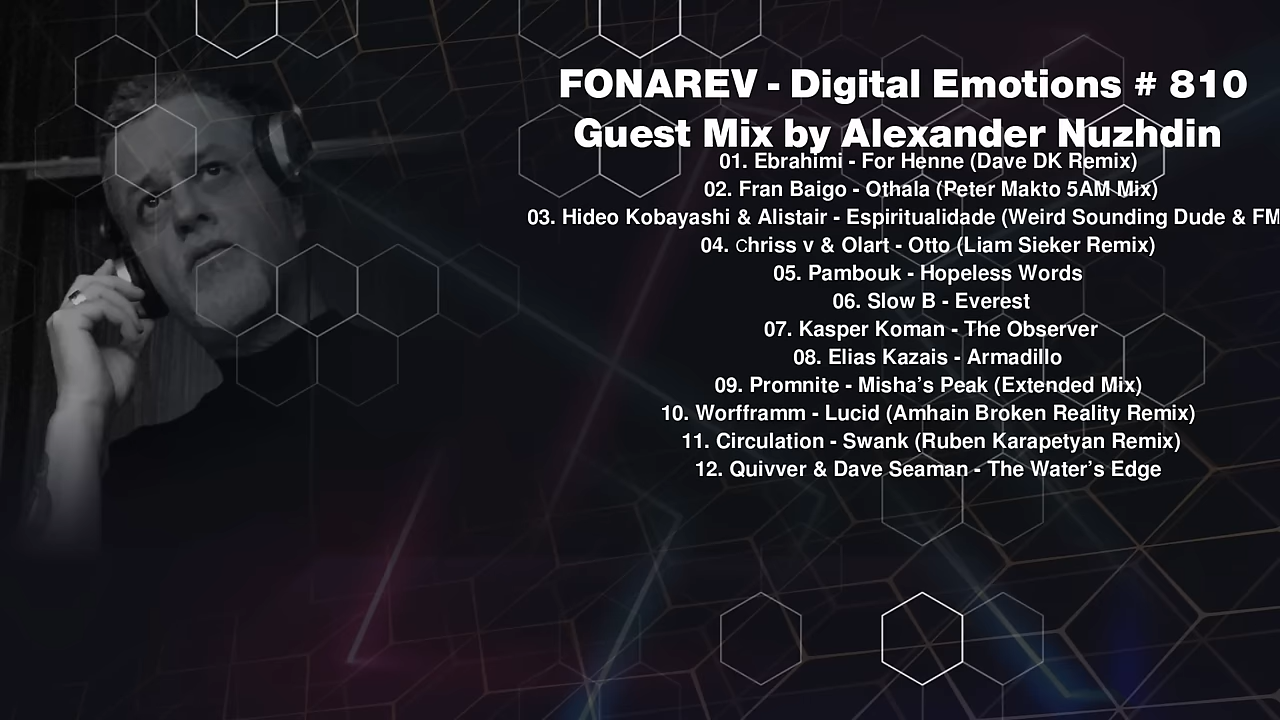 FONAREV - Digital Emotions # 810
Guest Mix by Alexander Nuzhdin
01. Ebrahimi - For Henne (Dave DK Remix)
02. Fran Baigo - Othala (Peter Makto 5AM Mix)
03. Hideo Kobayashi & Alistair - Espiritualidade (Weird Sounding Dude & FM
04. Сhriss v & Olart - Otto (Liam Sieker Remix)
05. Pambouk - Hopeless Words
06. Slow B - Everest
07. Kasper Koman - The Observer
08. Elias Kazais - Armadillo
09. Promnite - Misha’s Peak (Extended Mix)
10. Worfframm - Lucid (Amhain Broken Reality Remix)
11. Circulation - Swank (Ruben Karapetyan Remix)
12. Quivver & Dave Seaman - The Water’s Edge